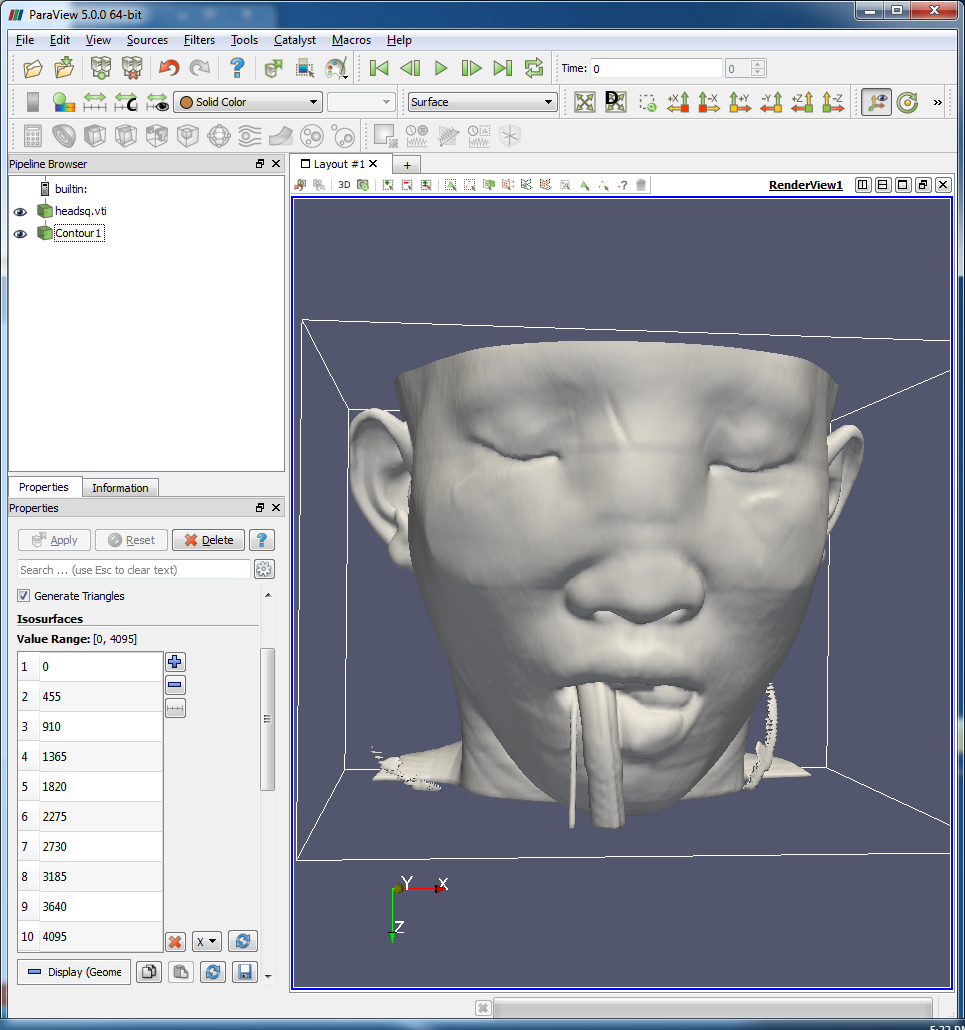 ParaView 5.0.0 64-bit
File Edit View Sources Filters Tools Catalyst Macros Help
? Time: 0 0
C Solid Color Surface D +X -X +Y -Y +Z -Z »
Pipeline Browser
Layout #1 +
builtin:
3D ? RenderView1
headsq.vti
Contour1
Properties Information
Properties
Apply Reset Delete ?
Search ... (use Esc to clear text)
Generate Triangles
Isosurfaces
Value Range: [0, 4095]
1 0
2 455
3 910
4 1365
5 1820
6 2275
7 2730
8 3185
9 3640
10 4095
X
Display (Geome
Y X
Z